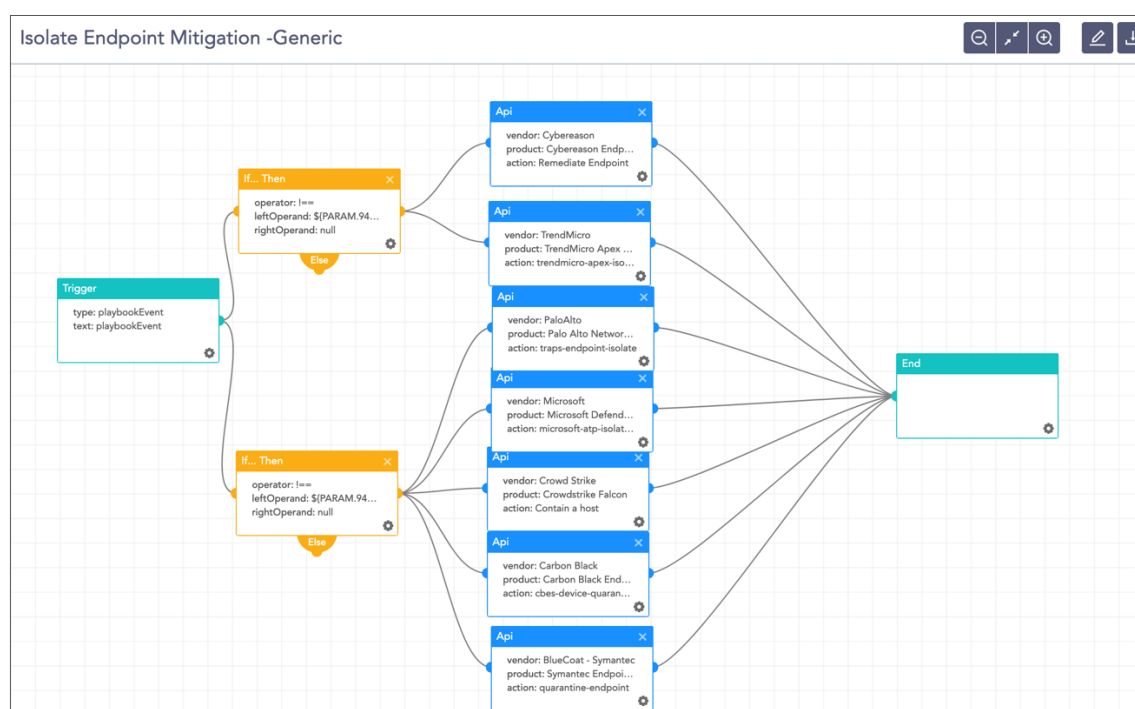 Isolate Endpoint Mitigation -Generic
Api
vendor: Cybereason
product: Cybereason Endp...
action: Remediate Endpoint
If... Then
operator: !==
leftOperand: ${PARAM.94...
rightOperand: null
Else
Api
vendor: TrendMicro
product: TrendMicro Apex ...
action: trendmicro-apex-iso...
Trigger
type: playbookEvent
text: playbookEvent
Api
vendor: PaloAlto
product: Palo Alto Networ...
action: traps-endpoint-isolate
End
Api
vendor: Microsoft
product: Microsoft Defend...
action: microsoft-atp-isolat...
If... Then
operator: !==
leftOperand: ${PARAM.94...
rightOperand: null
Else
Api
vendor: Crowd Strike
product: Crowdstrike Falcon
action: Contain a host
Api
vendor: Carbon Black
product: Carbon Black End...
action: cbes-device-quaran...
Api
vendor: BlueCoat - Symantec
product: Symantec Endpoi...
action: quarantine-endpoint